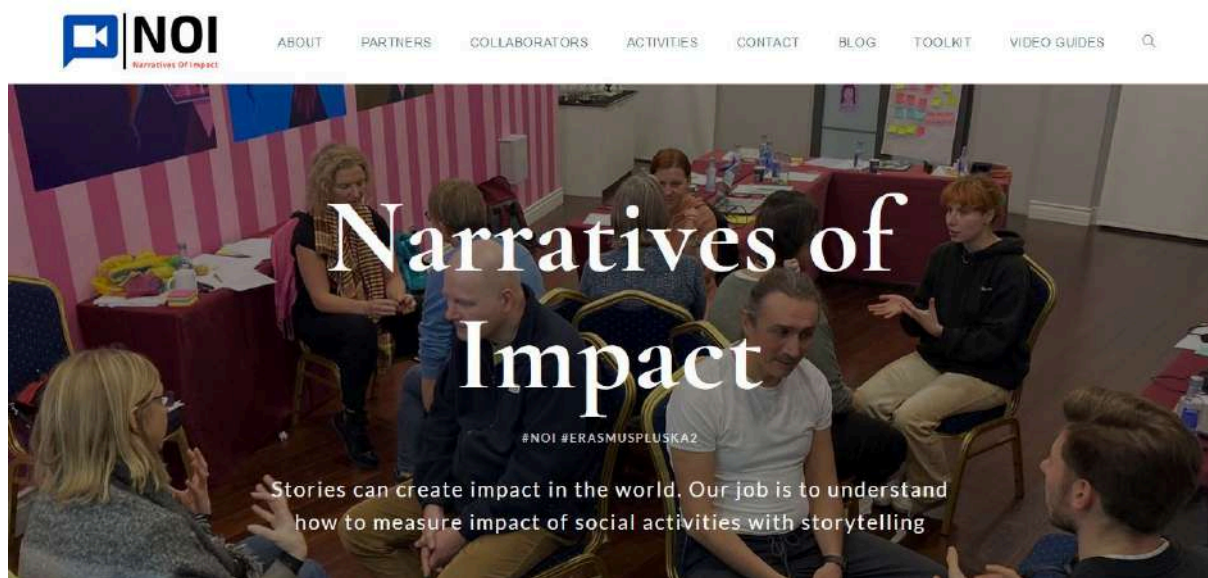 NOI
Narratives Of Impact
ABOUT PARTNERS COLLABORATORS ACTIVITIES CONTACT BLOG TOOLKIT VIDEO GUIDES
Narratives of
Impact
#NOI #ERASMUSPLUSKA2
Stories can create impact in the world. Our job is to understand
how to measure impact of social activities with storytelling